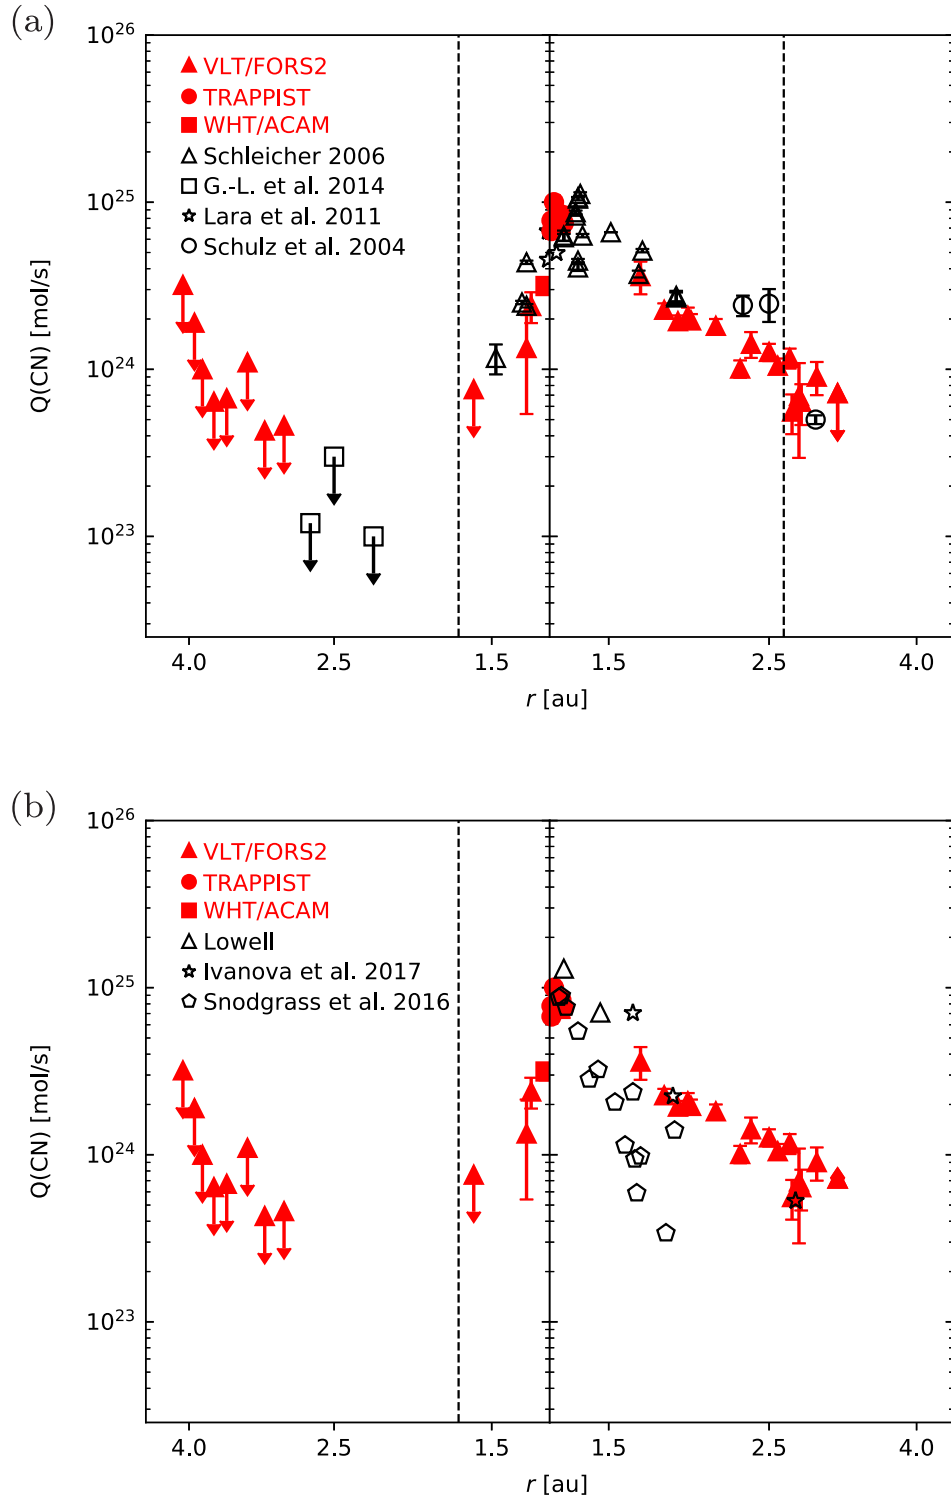 (a)
Q(CN) [mol/s]
10^26
10^25
10^24
10^23
VLT/FORS2
TRAPPIST
WHT/ACAM
Schleicher 2006
G.-L. et al. 2014
Lara et al. 2011
Schulz et al. 2004
4.0 2.5 1.5 1.5 2.5 4.0
r [au]
(b)
Q(CN) [mol/s]
10^26
10^25
10^24
10^23
VLT/FORS2
TRAPPIST
WHT/ACAM
Lowell
Ivanova et al. 2017
Snodgrass et al. 2016
4.0 2.5 1.5 1.5 2.5 4.0
r [au]